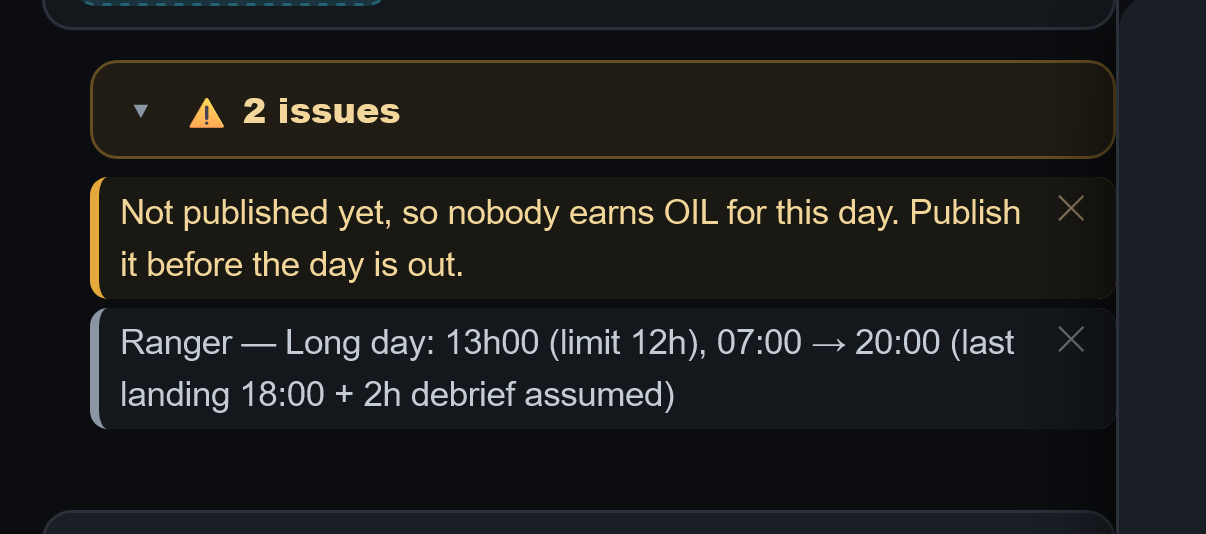 2 issues
Not published yet, so nobody earns OIL for this day. Publish
it before the day is out.
Ranger — Long day: 13h00 (limit 12h), 07:00 → 20:00 (last
landing 18:00 + 2h debrief assumed)